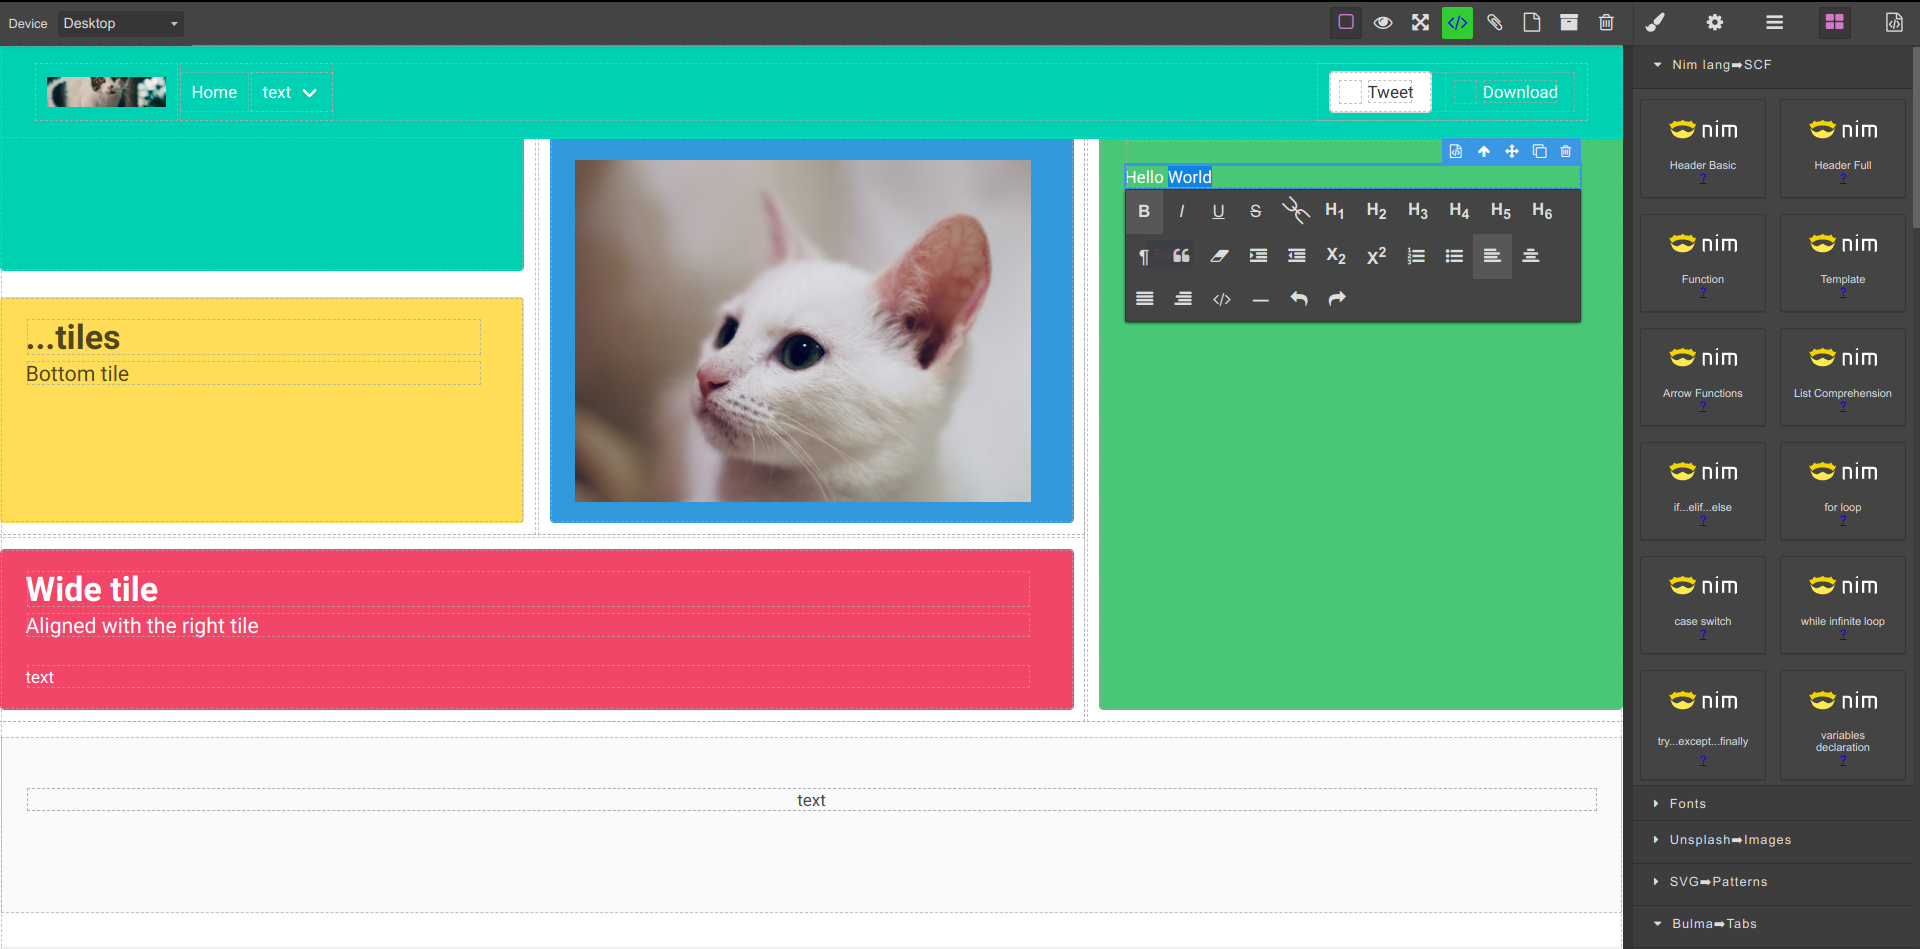 Device Desktop
Home text
Tweet Download
Hello World
B I U S H1 H2 H3 H4 H5 H6
¶ X2 X2
</>
...tiles
Bottom tile
Wide tile
Aligned with the right tile
text
text
Nim lang➡SCF
nim nim
Header Basic Header Full
? ?
nim nim
Function Template
? ?
nim nim
Arrow Functions List Comprehension
? ?
nim nim
if...elif...else for loop
? ?
nim nim
case switch while infinite loop
? ?
nim nim
try...except...finally variables
declaration
? ?
Fonts
Unsplash➡Images
SVG➡Patterns
Bulma➡Tabs